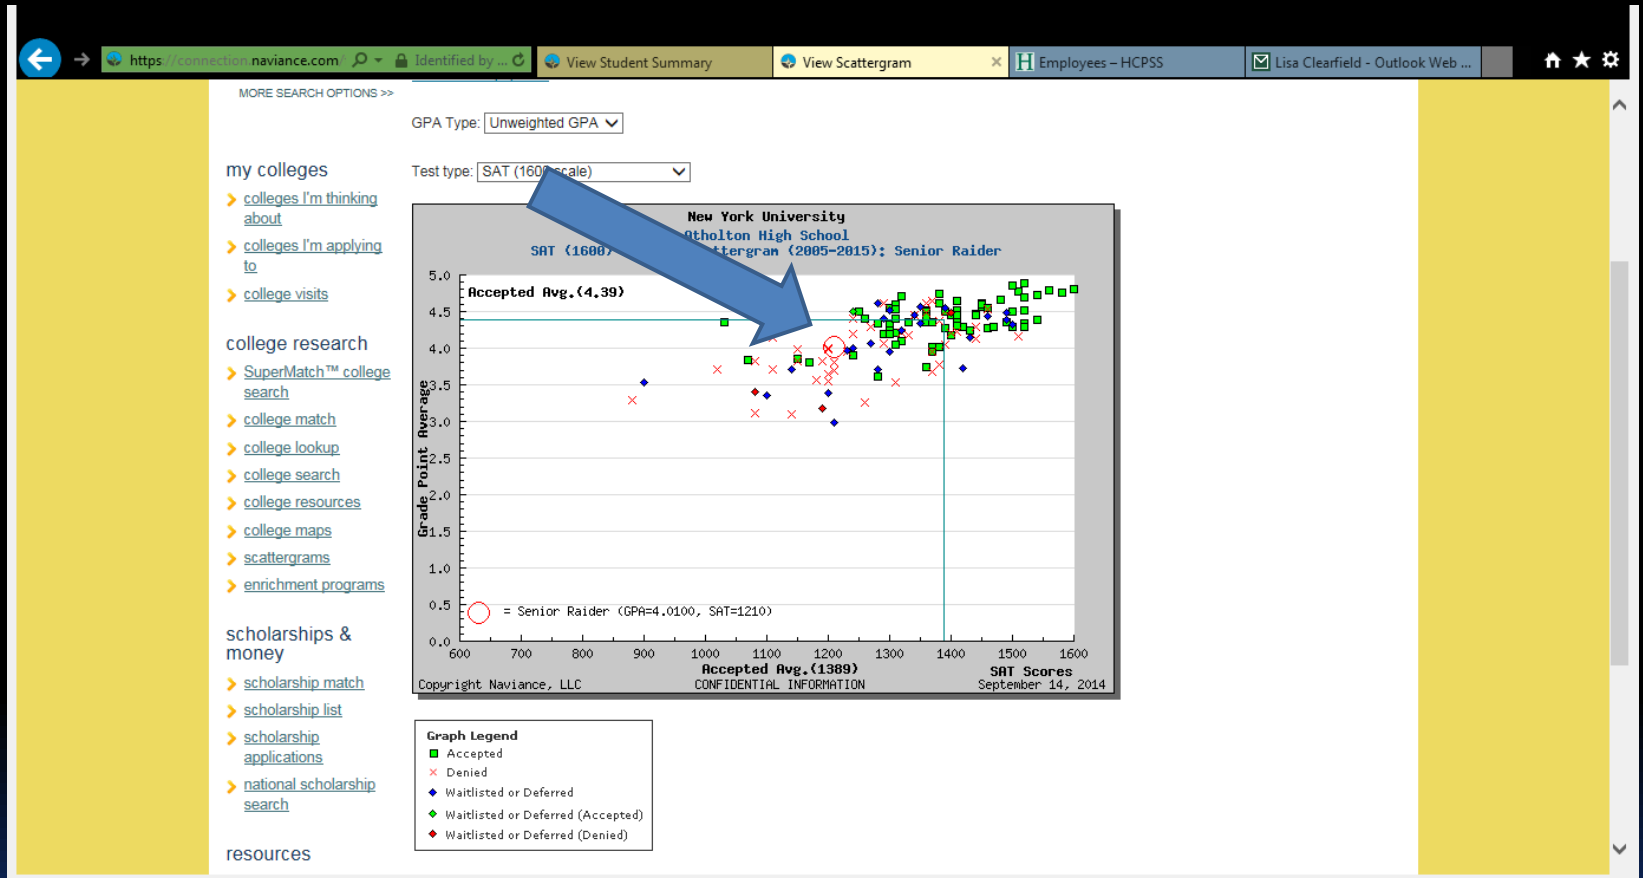 https://connection.naviance.com/
Identified by ...
View Student Summary
View Scattergram
Employees – HCPSS
Lisa Clearfield - Outlook Web ...
MORE SEARCH OPTIONS >>
GPA Type: Unweighted GPA
Test type: SAT (1600 scale)
my colleges
colleges I'm thinking
about
colleges I'm applying
to
college visits
college research
SuperMatch™ college
search
college match
college lookup
college search
college resources
college maps
scattergrams
enrichment programs
scholarships &
money
scholarship match
scholarship list
scholarship
applications
national scholarship
search
resources
New York University
Atholton High School
SAT (1600) Scattergram (2005-2015): Senior Raider
Accepted Avg.(4.39)
5.0
4.5
4.0
3.5
3.0
2.5
2.0
1.5
1.0
0.5
0.0
Grade Point Average
= Senior Raider (GPA=4.0100, SAT=1210)
600 700 800 900 1000 1100 1200 1300 1400 1500 1600
Accepted Avg.(1389) SAT Scores
Copyright Naviance, LLC CONFIDENTIAL INFORMATION September 14, 2014
Graph Legend
Accepted
Denied
Waitlisted or Deferred
Waitlisted or Deferred (Accepted)
Waitlisted or Deferred (Denied)